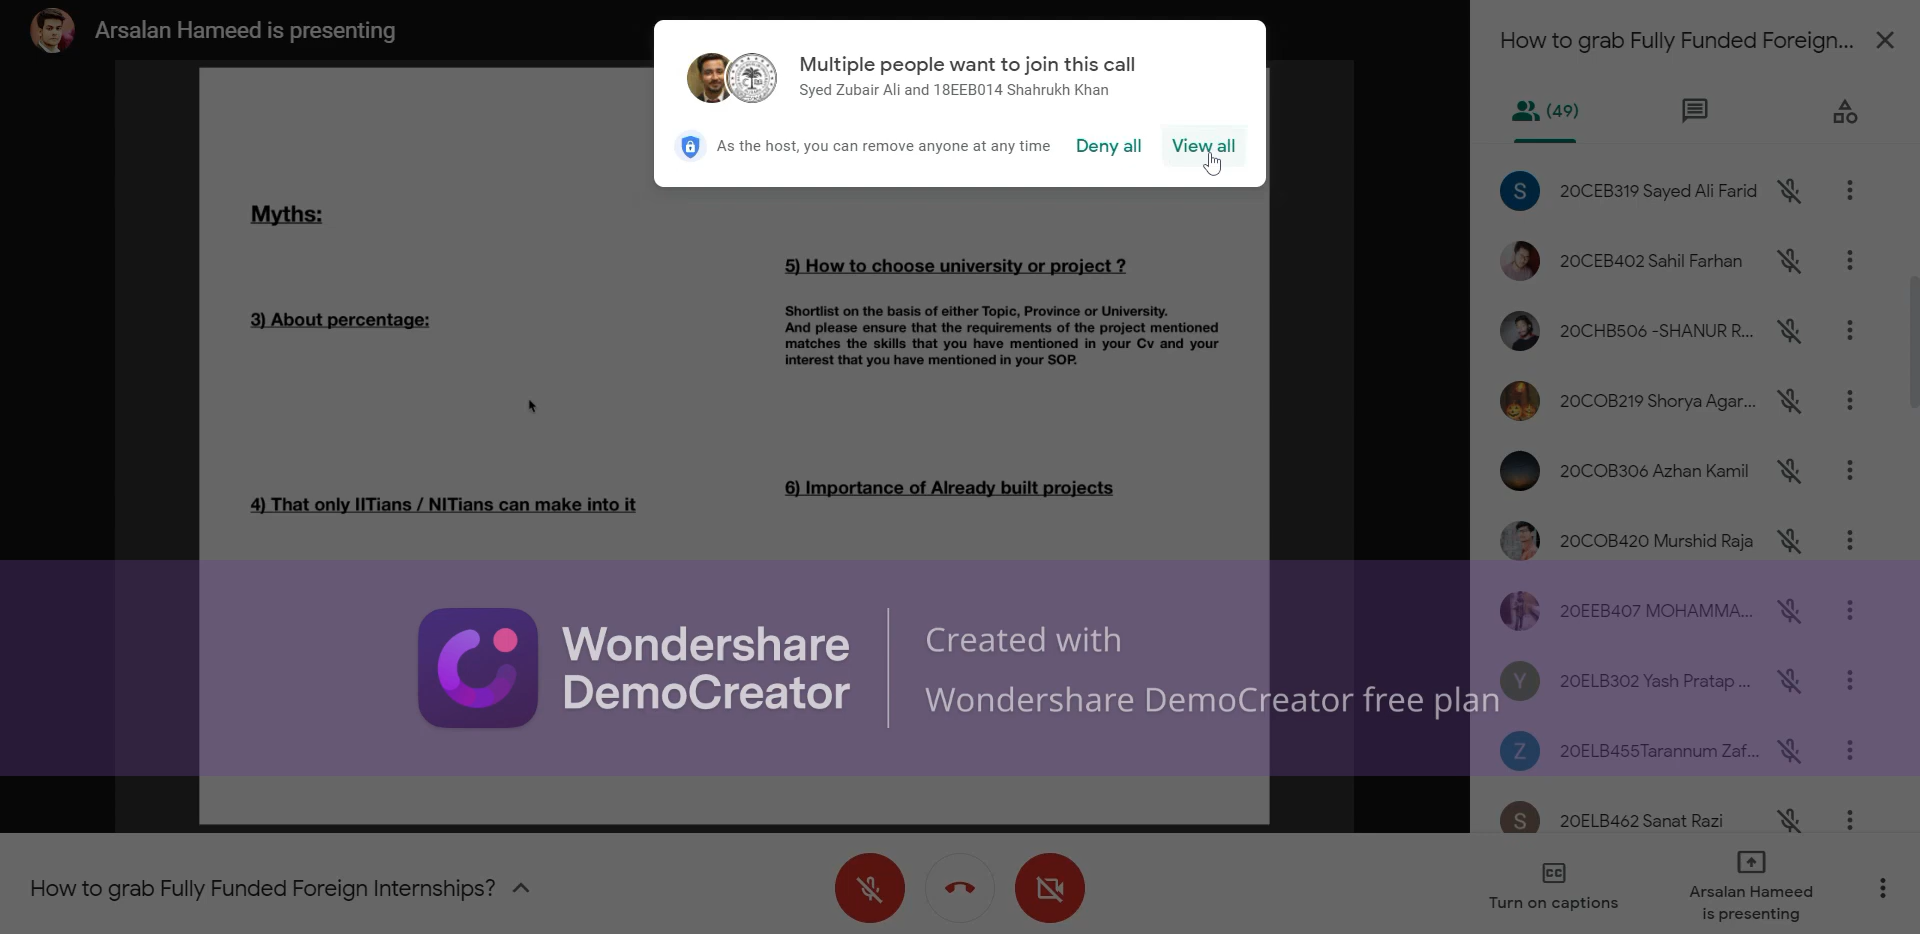 Arsalan Hameed is presenting
Multiple people want to join this call
Syed Zubair Ali and 18EEB014 Shahrukh Khan
As the host, you can remove anyone at any time
Deny all
View all
Myths:
3) About percentage:
4) That only IITians / NITians can make into it
5) How to choose university or project ?
Shortlist on the basis of either Topic, Province or University.
And please ensure that the requirements of the project mentioned
matches the skills that you have mentioned in your Cv and your
interest that you have mentioned in your SOP.
6) Importance of Already built projects
Wondershare
DemoCreator
Created with
Wondershare DemoCreator free plan
How to grab Fully Funded Foreign...
(49)
S
20CEB319 Sayed Ali Farid
20CEB402 Sahil Farhan
20CHB506 -SHANUR R...
20COB219 Shorya Agar...
20COB306 Azhan Kamil
20COB420 Murshid Raja
20EEB407 MOHAMMA...
Y
20ELB302 Yash Pratap ...
Z
20ELB455Tarannum Zaf...
S
20ELB462 Sanat Razi
How to grab Fully Funded Foreign Internships?
CC
Turn on captions
Arsalan Hameed
is presenting